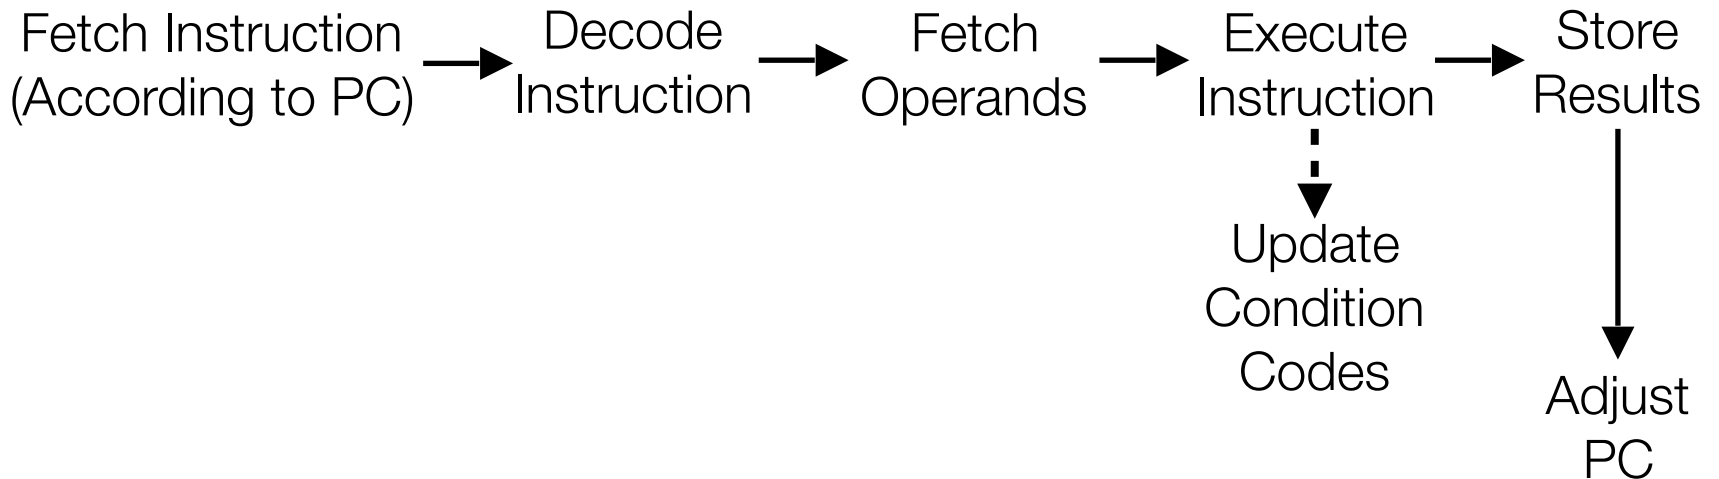 Fetch Instruction
(According to PC)
Decode
Instruction
Fetch
Operands
Execute
Instruction
Store
Results
Update
Condition
Codes
Adjust
PC